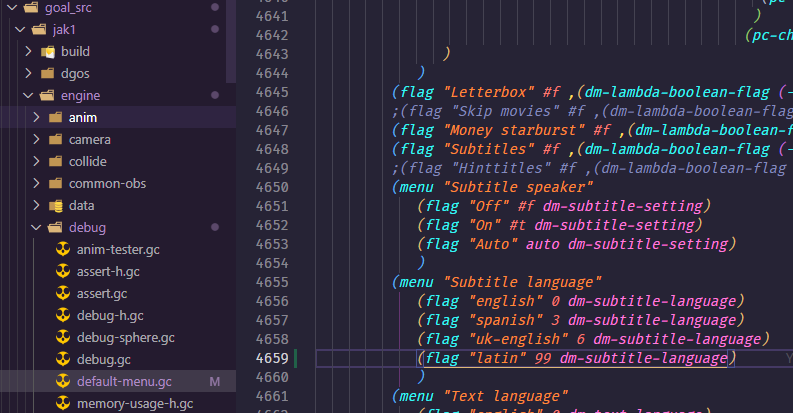 goal_src
jak1
build
dgos
engine
anim
camera
collide
common-obs
data
debug
anim-tester.gc
assert-h.gc
assert.gc
debug-h.gc
debug-sphere.gc
debug.gc
default-menu.gc M
memory-usage-h.gc
4641 )
4642 (pc-ch
4643 )
4644 )
4645 (flag "Letterbox" #f ,(dm-lambda-boolean-flag (-
4646 ;(flag "Skip movies" #f ,(dm-lambda-boolean-flag
4647 (flag "Money starburst" #f ,(dm-lambda-boolean-f
4648 (flag "Subtitles" #f ,(dm-lambda-boolean-flag (-
4649 ;(flag "Hinttitles" #f ,(dm-lambda-boolean-flag
4650 (menu "Subtitle speaker"
4651 (flag "Off" #f dm-subtitle-setting)
4652 (flag "On" #t dm-subtitle-setting)
4653 (flag "Auto" auto dm-subtitle-setting)
4654 )
4655 (menu "Subtitle language"
4656 (flag "english" 0 dm-subtitle-language)
4657 (flag "spanish" 3 dm-subtitle-language)
4658 (flag "uk-english" 6 dm-subtitle-language)
4659 (flag "latin" 99 dm-subtitle-language)
4660 )
4661 (menu "Text language"